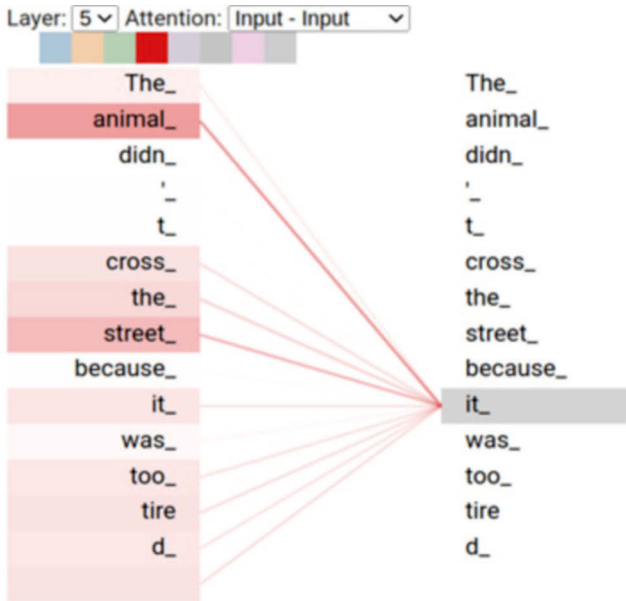 Layer: 5 Attention: Input - Input
The_ The_
animal_ animal_
didn_ didn_
'_ '_
t_ t_
cross_ cross_
the_ the_
street_ street_
because_ because_
it_ it_
was_ was_
too_ too_
tire tire
d_ d_